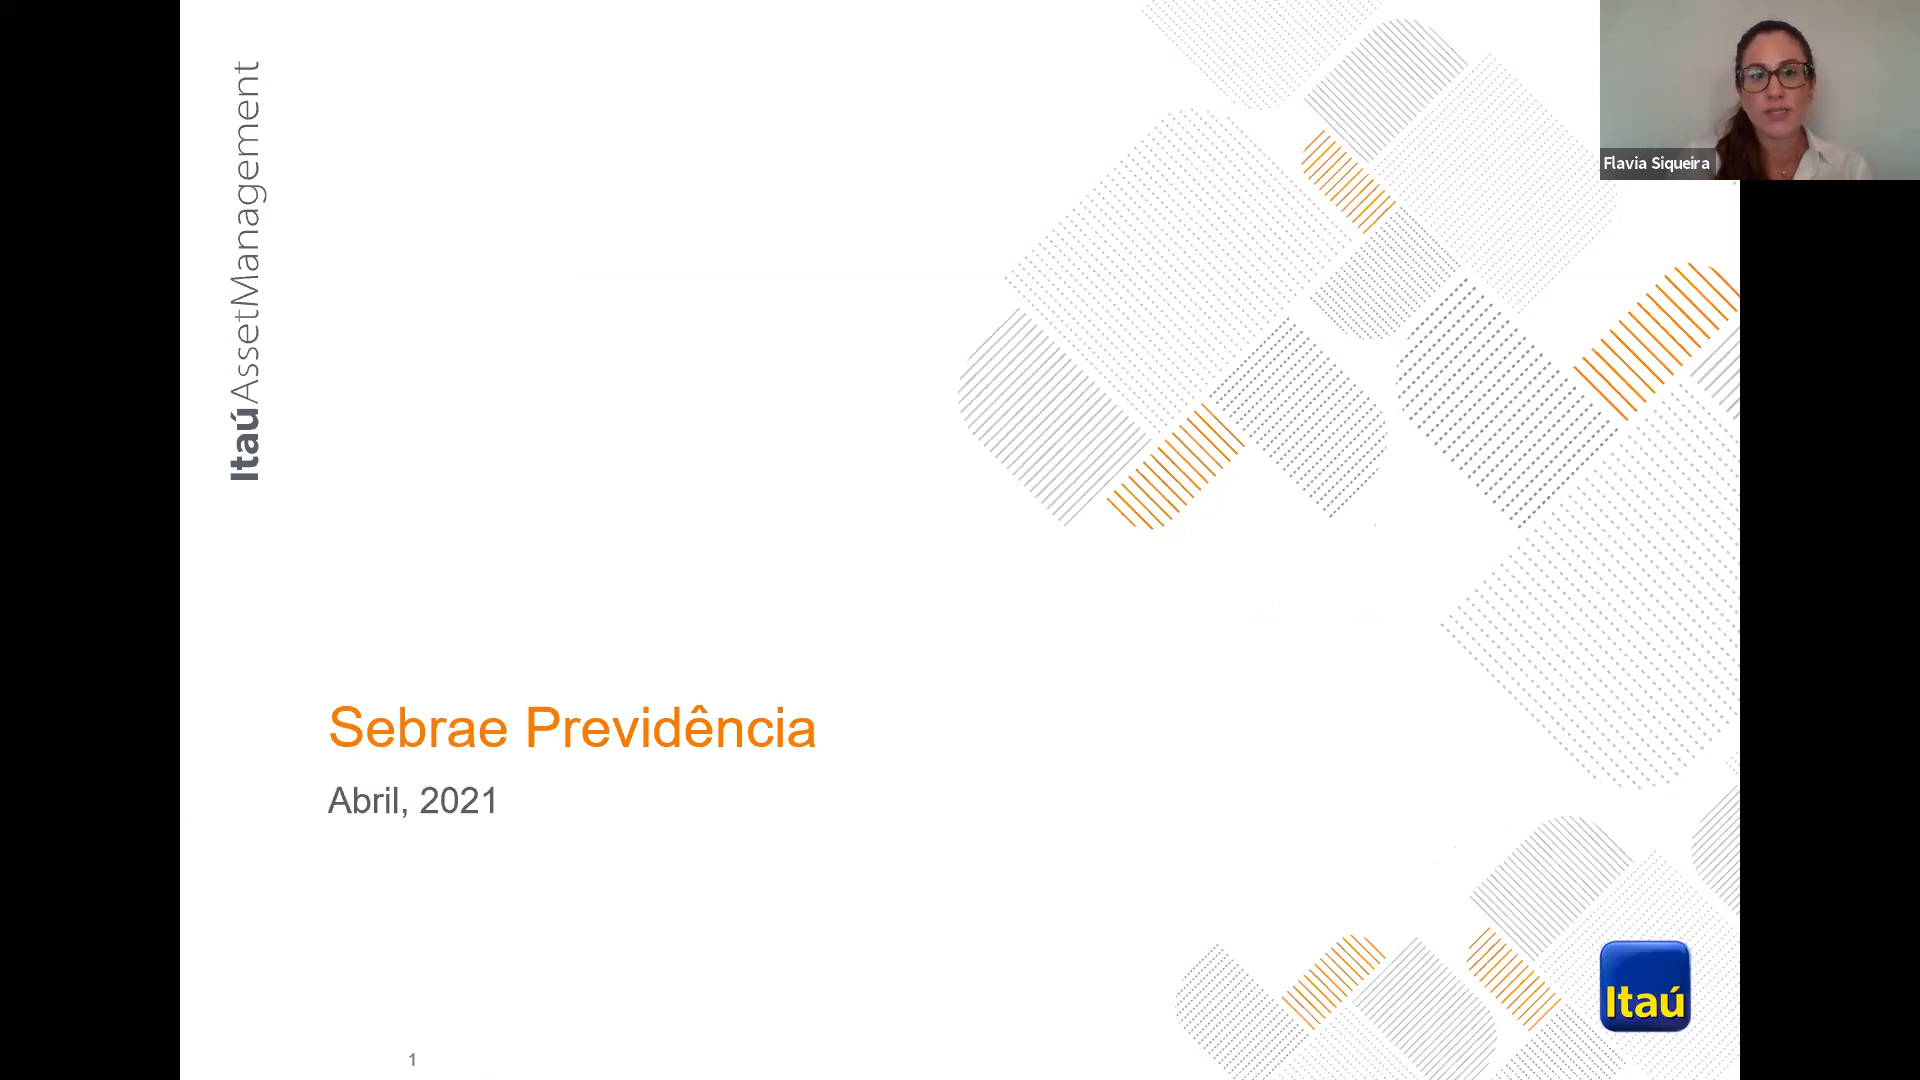 ItaúAssetManagement
Flavia Siqueira
Sebrae Previdência
Abril, 2021
Itaú
1